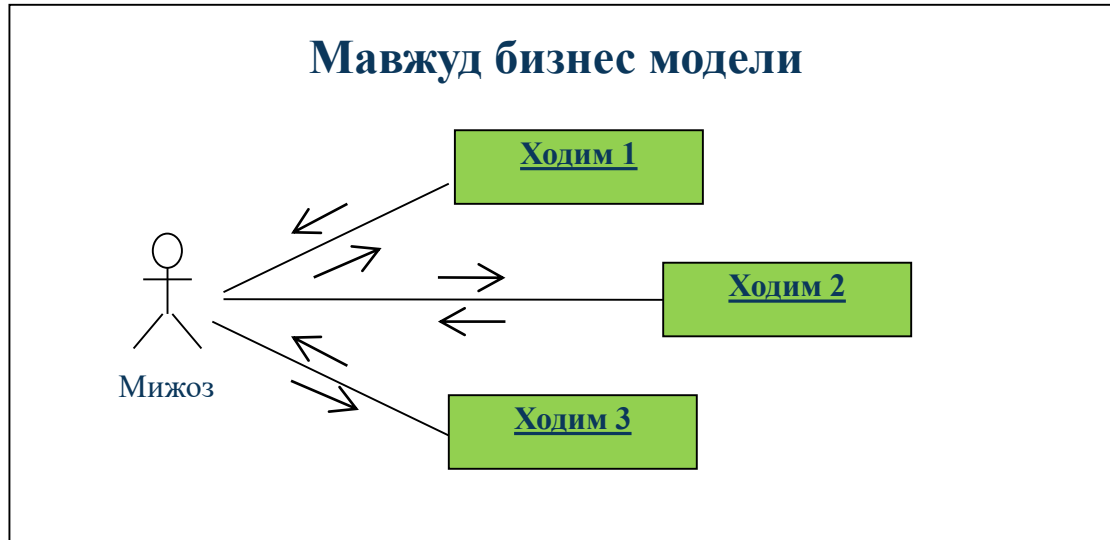 Мавжуд бизнес модели
Ходим 1
Ходим 2
Мижоз
Ходим 3